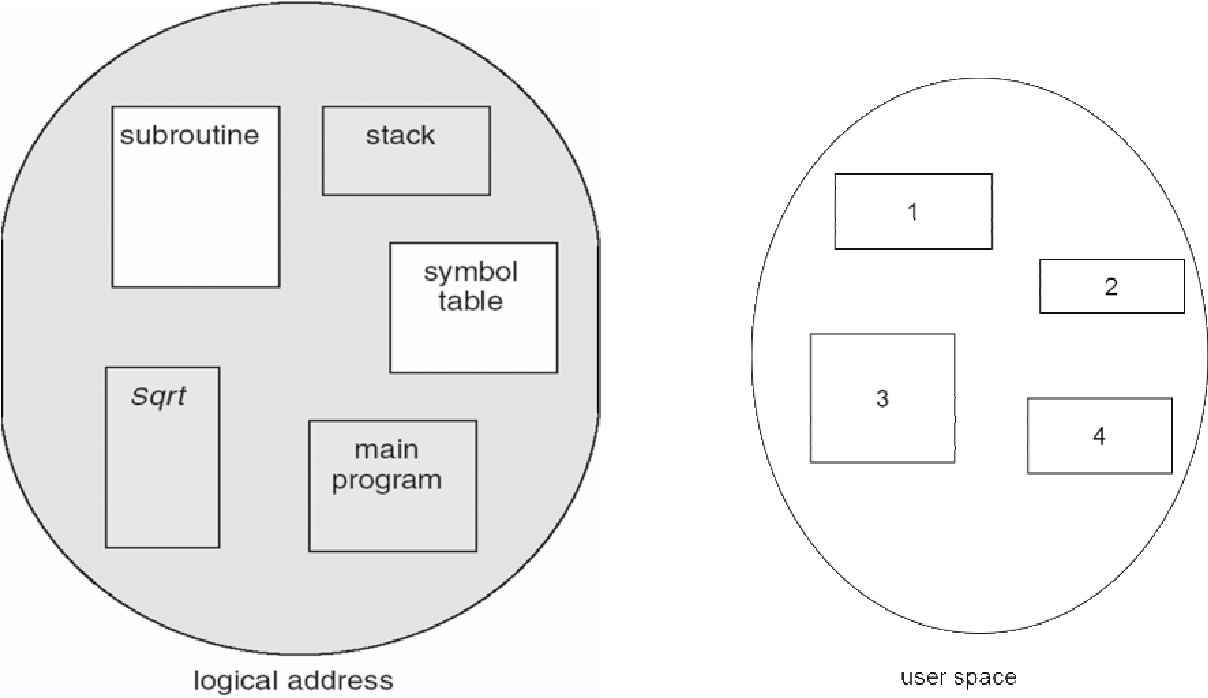 subroutine
stack
symbol
table
Sqrt
main
program
logical address
1
2
3
4
user space